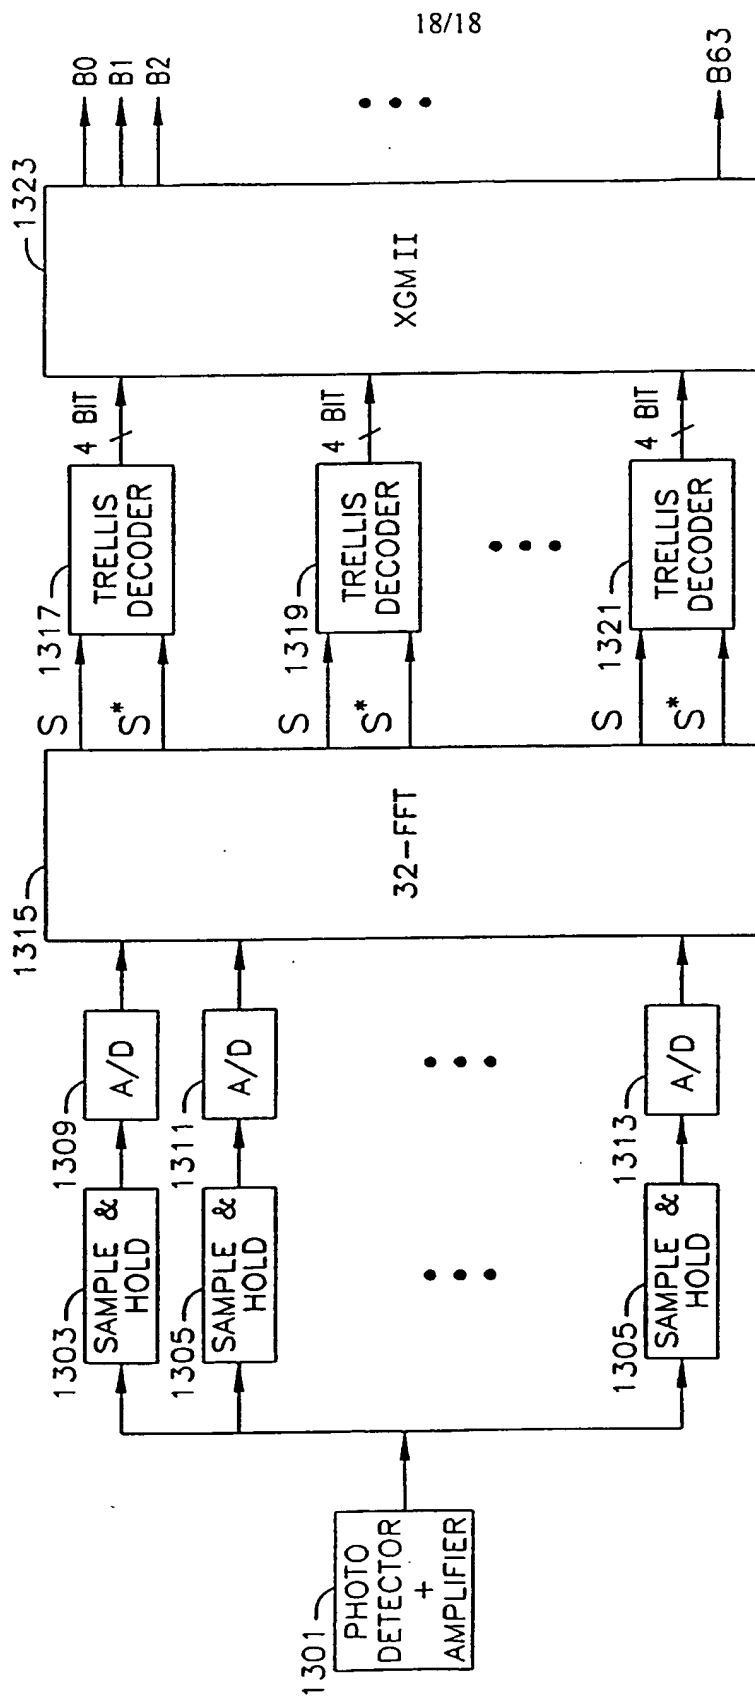 18/18
1301
PHOTO
DETECTOR
+
AMPLIFIER
1303
SAMPLE &
HOLD
1305
SAMPLE &
HOLD
1305
SAMPLE &
HOLD
1309
A/D
1311
A/D
1313
A/D
1315
32-FFT
S
S*
S
S*
S
S*
1317
TRELLIS
DECODER
1319
TRELLIS
DECODER
1321
TRELLIS
DECODER
4 BIT
4 BIT
4 BIT
1323
XGM II
B0
B1
B2
B63